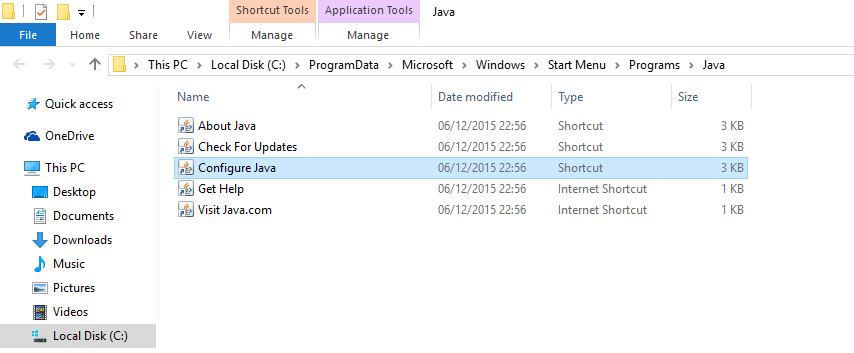 Shortcut Tools Application Tools Java
File Home Share View Manage Manage
This PC Local Disk (C:) ProgramData Microsoft Windows Start Menu Programs Java
Name Date modified Type Size
Quick access
OneDrive
This PC
Desktop
Documents
Downloads
Music
Pictures
Videos
Local Disk (C:)
About Java 06/12/2015 22:56 Shortcut 3 KB
Check For Updates 06/12/2015 22:56 Shortcut 3 KB
Configure Java 06/12/2015 22:56 Shortcut 3 KB
Get Help 06/12/2015 22:56 Internet Shortcut 1 KB
Visit Java.com 06/12/2015 22:56 Internet Shortcut 1 KB